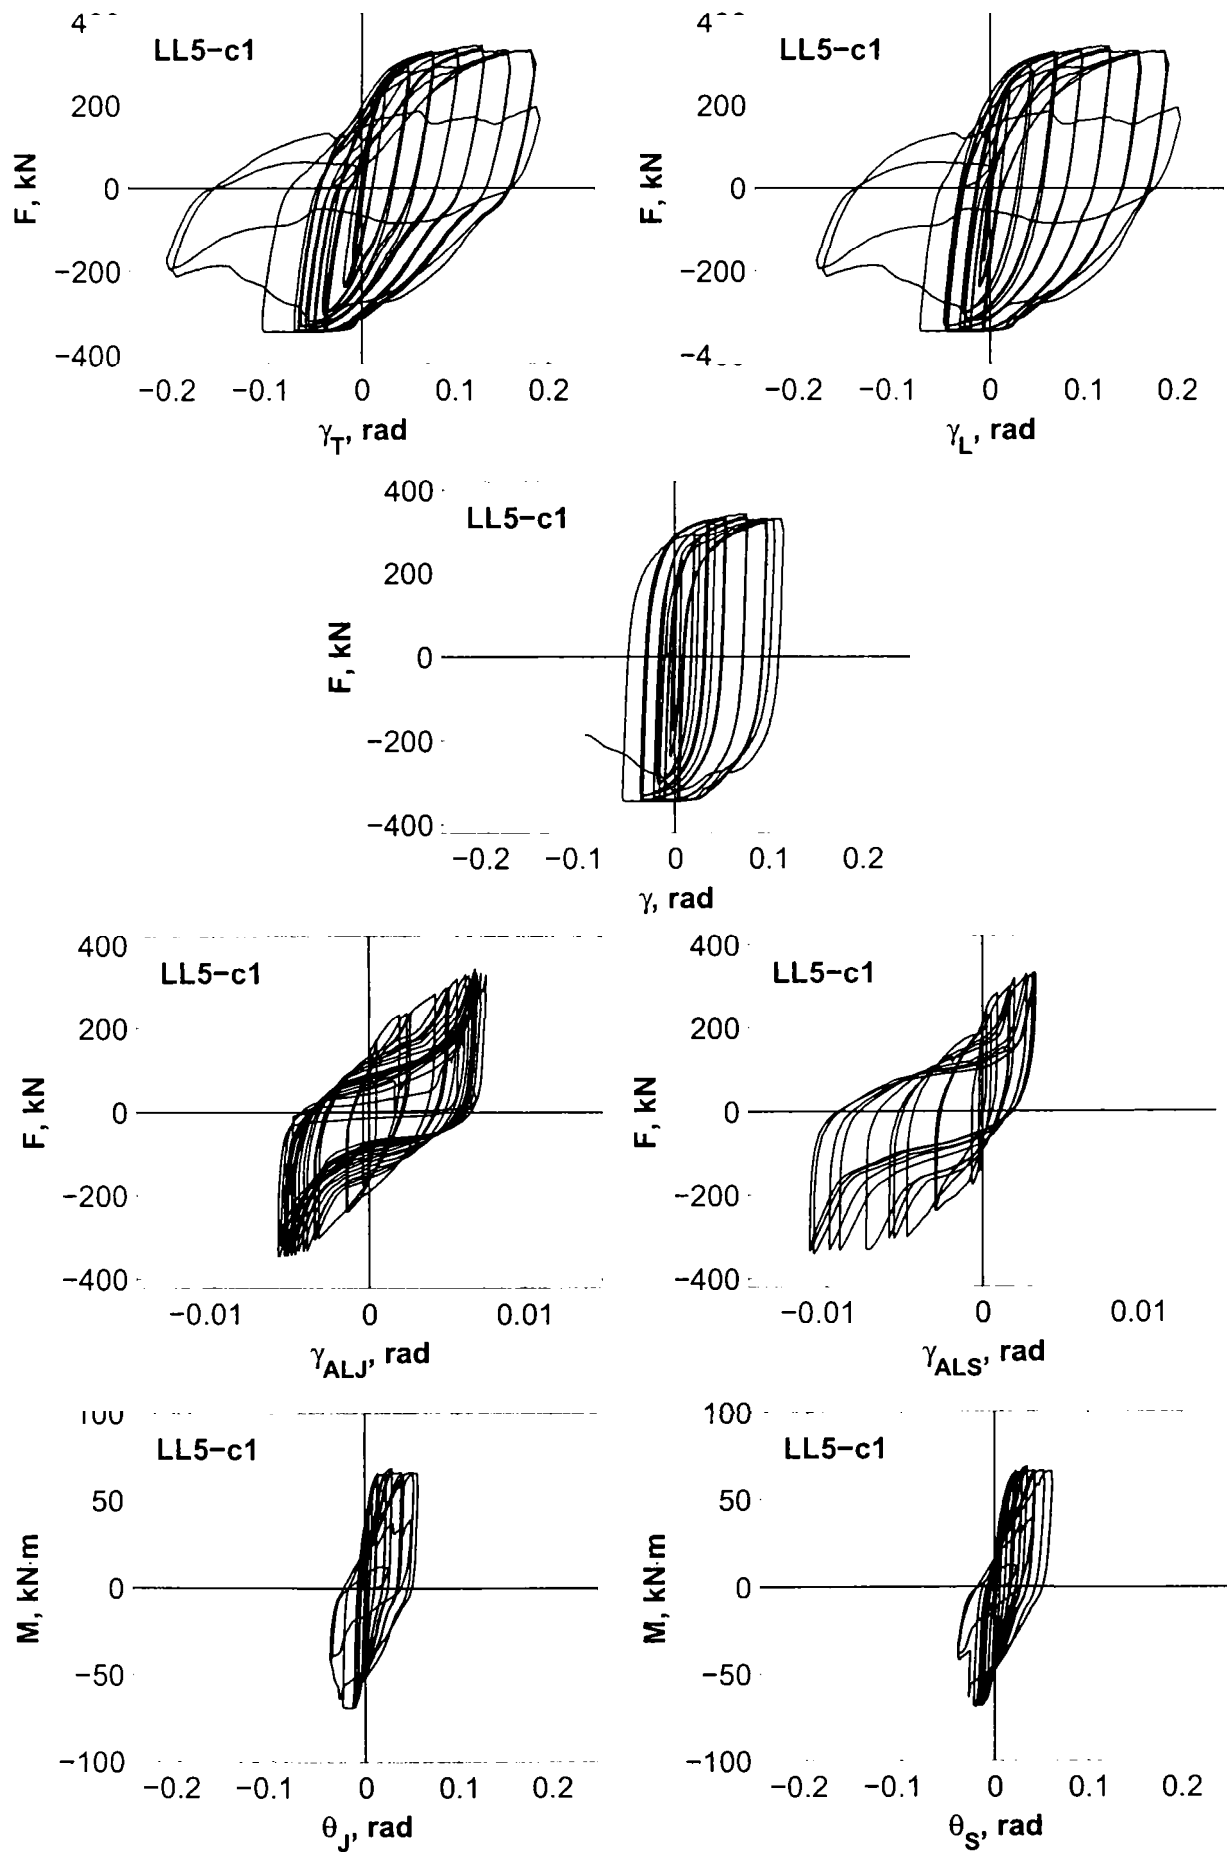 4
LL5−c1
200
F, kN
0
−200
−400
−0.2 −0.1 0 0.1 0.2
γT, rad
LL5−c1
200
F, kN
0
−200
−0.2 −0.1 0 0.1 0.2
γL, rad
400
LL5−c1
200
F, kN
0
−200
−400
−0.2 −0.1 0 0.1 0.2
γ, rad
400
LL5−c1
200
F, kN
0
−200
−400
−0.01 0 0.01
γALJ, rad
400
LL5−c1
200
F, kN
0
−200
−400
−0.01 0 0.01
γALS, rad
100
LL5−c1
50
M, kN·m
0
−50
−100
−0.2 −0.1 0 0.1 0.2
θJ, rad
100
LL5−c1
50
M, kN·m
0
−50
−100
−0.2 −0.1 0 0.1 0.2
θS, rad